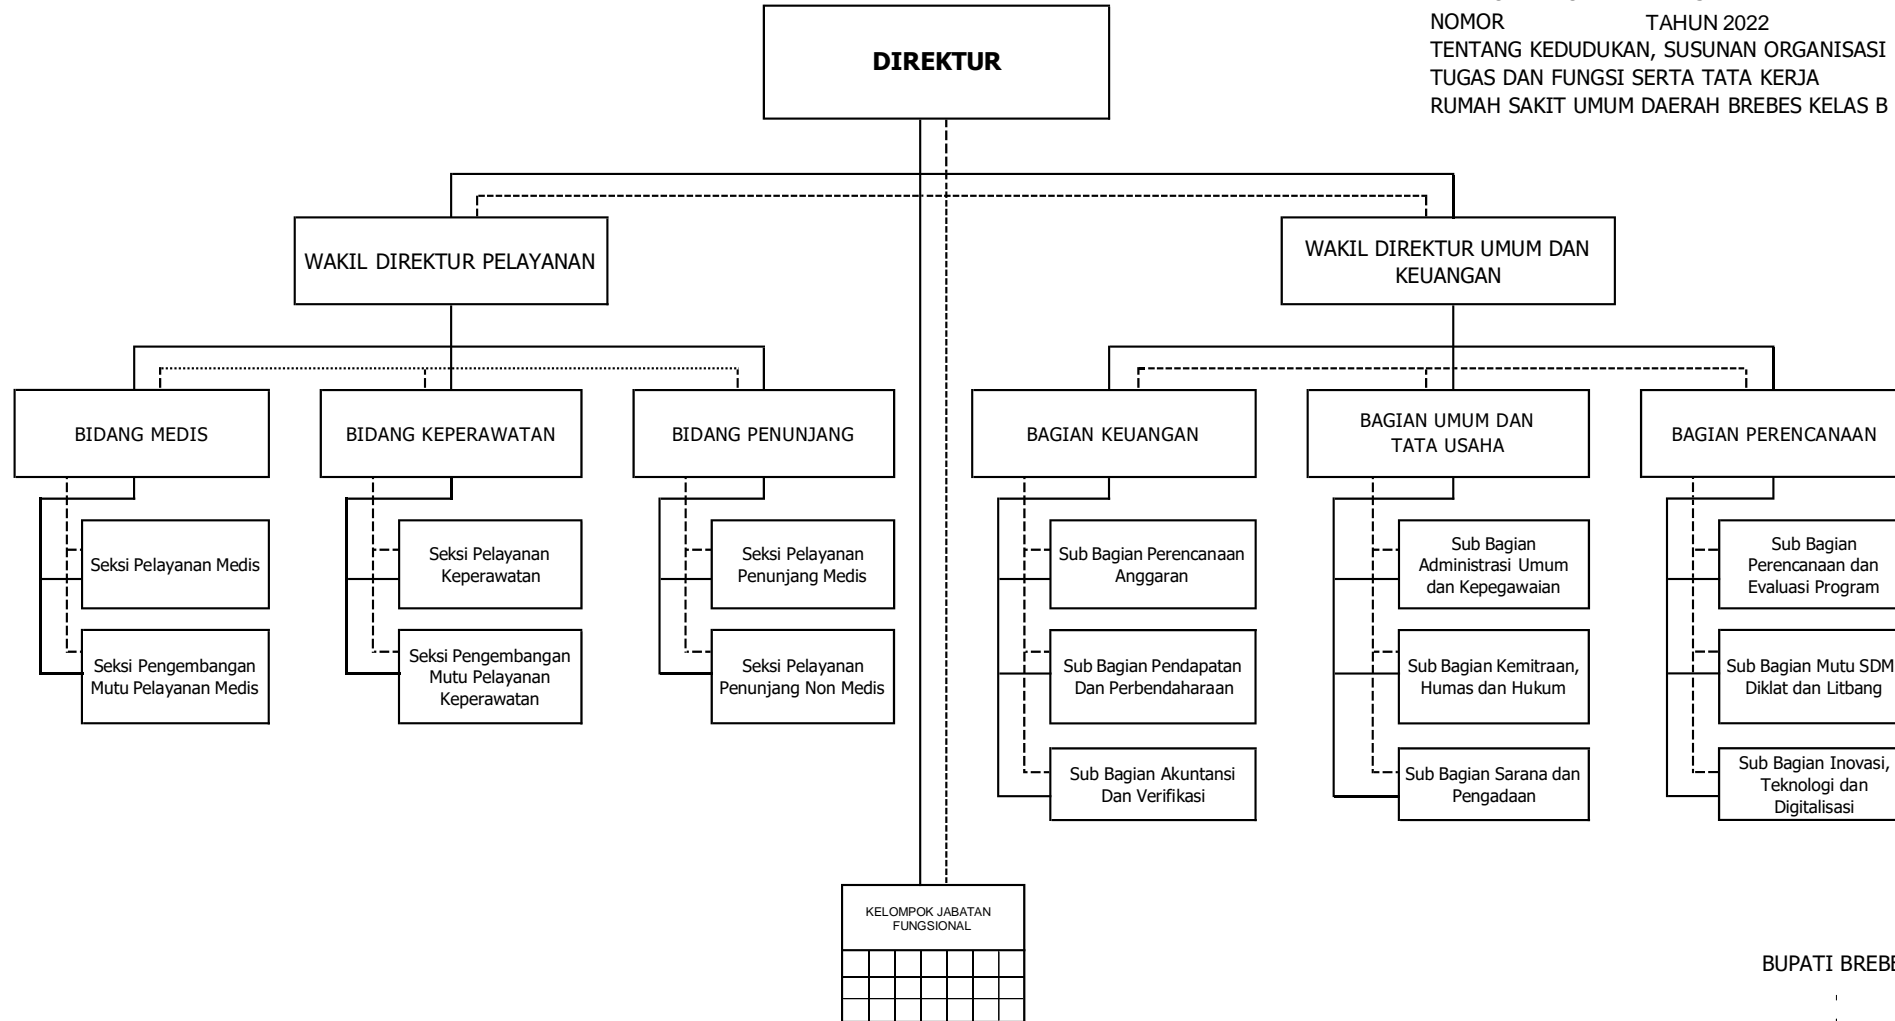 NOMOR TAHUN 2022
TENTANG KEDUDUKAN, SUSUNAN ORGANISASI
TUGAS DAN FUNGSI SERTA TATA KERJA
RUMAH SAKIT UMUM DAERAH BREBES KELAS B
DIREKTUR
WAKIL DIREKTUR PELAYANAN
WAKIL DIREKTUR UMUM DAN
KEUANGAN
BIDANG MEDIS
BIDANG KEPERAWATAN
BIDANG PENUNJANG
BAGIAN KEUANGAN
BAGIAN UMUM DAN
TATA USAHA
BAGIAN PERENCANAAN
Seksi Pelayanan Medis
Seksi Pelayanan
Keperawatan
Seksi Pelayanan
Penunjang Medis
Sub Bagian Perencanaan
Anggaran
Sub Bagian
Administrasi Umum
dan Kepegawaian
Sub Bagian
Perencanaan dan
Evaluasi Program
Seksi Pengembangan
Mutu Pelayanan Medis
Seksi Pengembangan
Mutu Pelayanan
Keperawatan
Seksi Pelayanan
Penunjang Non Medis
Sub Bagian Pendapatan
Dan Perbendaharaan
Sub Bagian Kemitraan,
Humas dan Hukum
Sub Bagian Mutu SDM
Diklat dan Litbang
Sub Bagian Akuntansi
Dan Verifikasi
Sub Bagian Sarana dan
Pengadaan
Sub Bagian Inovasi,
Teknologi dan
Digitalisasi
KELOMPOK JABATAN
FUNGSIONAL
BUPATI BREBE